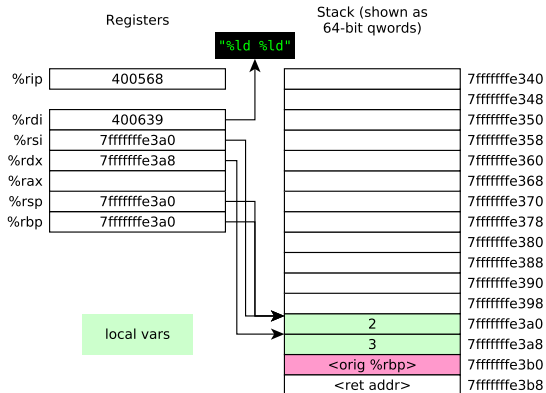 Registers
Stack (shown as
64-bit qwords)
"%ld %ld"
%rip 400568
%rdi 400639
%rsi 7fffffffe3a0
%rdx 7fffffffe3a8
%rax
%rsp 7fffffffe3a0
%rbp 7fffffffe3a0
local vars
7fffffffe340
7fffffffe348
7fffffffe350
7fffffffe358
7fffffffe360
7fffffffe368
7fffffffe370
7fffffffe378
7fffffffe380
7fffffffe388
7fffffffe390
7fffffffe398
2 7fffffffe3a0
3 7fffffffe3a8
<orig %rbp> 7fffffffe3b0
<ret addr> 7fffffffe3b8